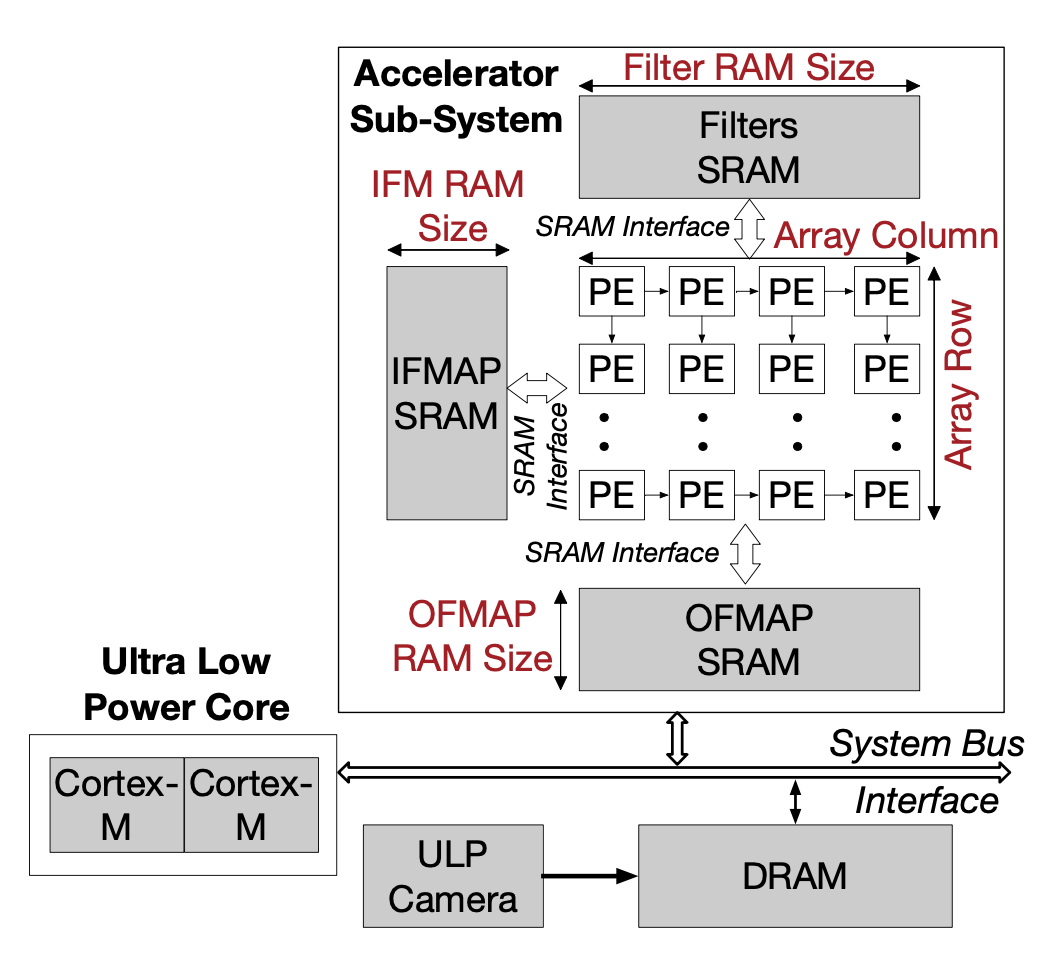 Accelerator
Sub-System
Filter RAM Size
Filters
SRAM
IFM RAM
Size
SRAM Interface
Array Column
PE PE PE PE
PE PE PE PE
PE PE PE PE
Array Row
IFMAP
SRAM
SRAM
Interface
SRAM Interface
OFMAP
RAM Size
OFMAP
SRAM
Ultra Low
Power Core
Cortex-
M
Cortex-
M
System Bus
Interface
ULP
Camera
DRAM